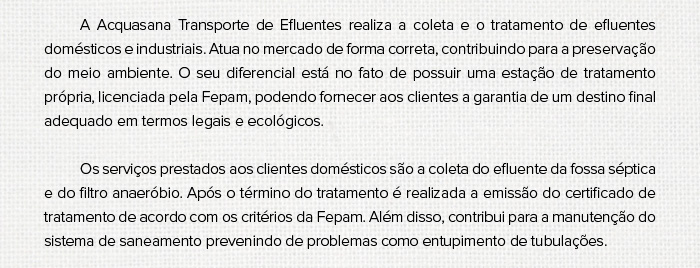 A Acquasana Transporte de Efluentes realiza a coleta e o tratamento de efluentes
domésticos e industriais. Atua no mercado de forma correta, contribuindo para a preservação
do meio ambiente. O seu diferencial está no fato de possuir uma estação de tratamento
própria, licenciada pela Fepam, podendo fornecer aos clientes a garantia de um destino final
adequado em termos legais e ecológicos.
Os serviços prestados aos clientes domésticos são a coleta do efluente da fossa séptica
e do filtro anaeróbio. Após o término do tratamento é realizada a emissão do certificado de
tratamento de acordo com os critérios da Fepam. Além disso, contribui para a manutenção do
sistema de saneamento prevenindo de problemas como entupimento de tubulações.